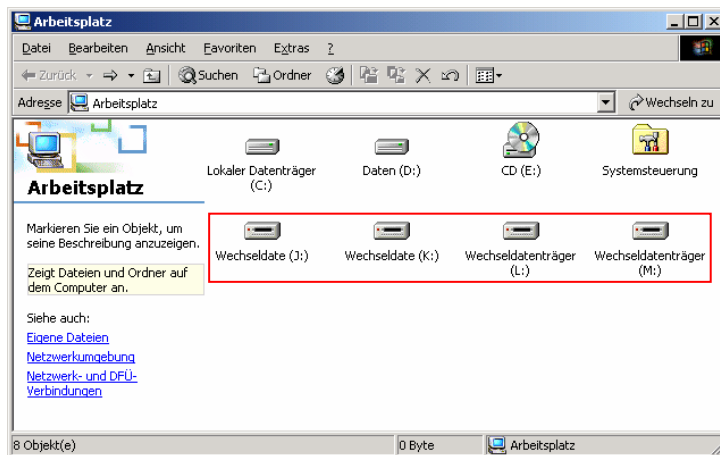 Arbeitsplatz
Datei Bearbeiten Ansicht Favoriten Extras ?
Zurück Suchen Ordner
Adresse Arbeitsplatz Wechseln zu
Arbeitsplatz
Markieren Sie ein Objekt, um
seine Beschreibung anzuzeigen.
Zeigt Dateien und Ordner auf
dem Computer an.
Siehe auch:
Eigene Dateien
Netzwerkumgebung
Netzwerk- und DFÜ-
Verbindungen
Lokaler Datenträger
(C:)
Daten (D:)
CD (E:)
Systemsteuerung
Wechseldate (J:)
Wechseldate (K:)
Wechseldatenträger
(L:)
Wechseldatenträger
(M:)
8 Objekt(e) 0 Byte Arbeitsplatz